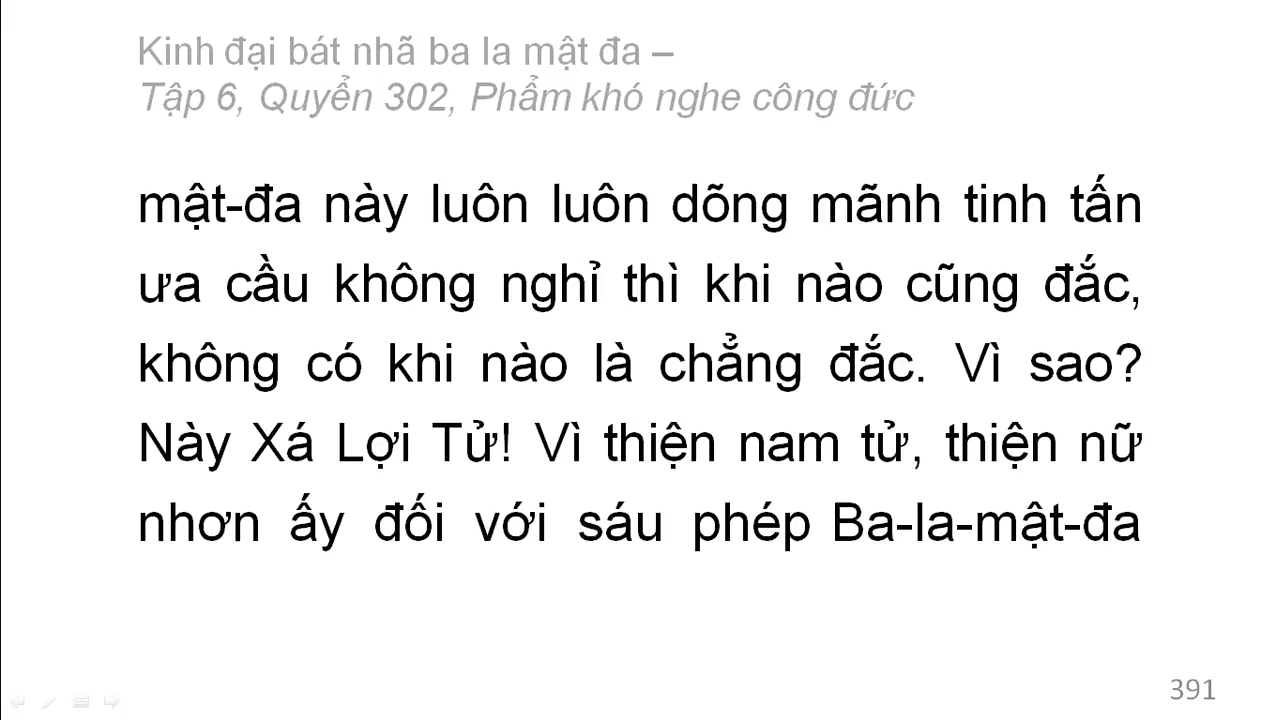 Kinh đại bát nhã ba la mật đa –
Tập 6, Quyển 302, Phẩm khó nghe công đức
mật-đa này luôn luôn dõng mãnh tinh tấn
ưa cầu không nghỉ thì khi nào cũng đắc,
không có khi nào là chẳng đắc. Vì sao?
Này Xá Lợi Tử! Vì thiện nam tử, thiện nữ
nhơn ấy đối với sáu phép Ba-la-mật-đa
391